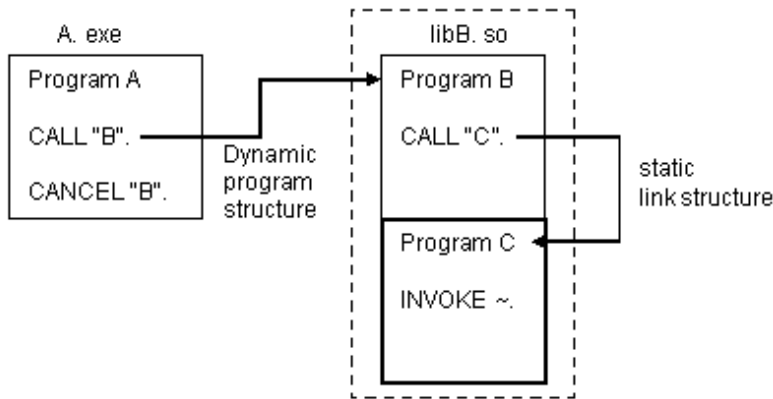 A. exe
Program A
CALL "B".
CANCEL "B".
Dynamic
program
structure
libB. so
Program B
CALL "C".
Program C
INVOKE ~.
static
link structure